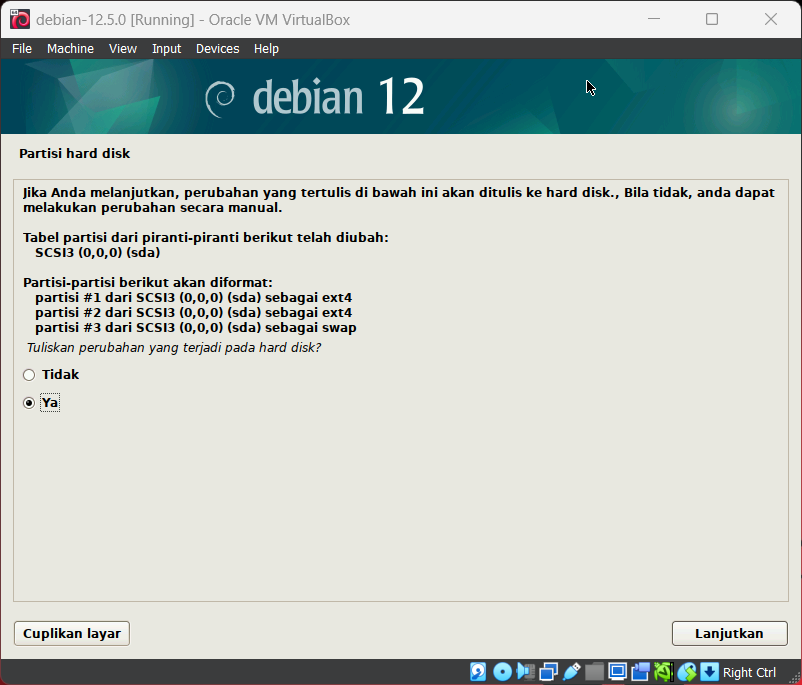 debian-12.5.0 [Running] - Oracle VM VirtualBox
File Machine View Input Devices Help
debian 12
Partisi hard disk
Jika Anda melanjutkan, perubahan yang tertulis di bawah ini akan ditulis ke hard disk., Bila tidak, anda dapat
melakukan perubahan secara manual.
Tabel partisi dari piranti-piranti berikut telah diubah:
SCSI3 (0,0,0) (sda)
Partisi-partisi berikut akan diformat:
partisi #1 dari SCSI3 (0,0,0) (sda) sebagai ext4
partisi #2 dari SCSI3 (0,0,0) (sda) sebagai ext4
partisi #3 dari SCSI3 (0,0,0) (sda) sebagai swap
Tuliskan perubahan yang terjadi pada hard disk?
Tidak
Ya
Cuplikan layar
Lanjutkan
Right Ctrl